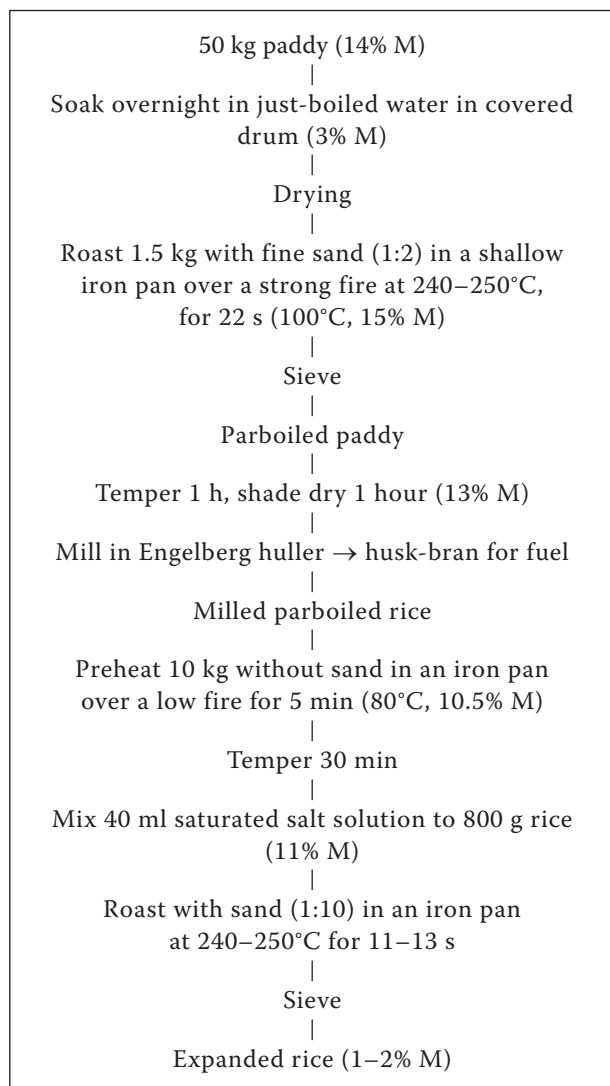 50 kg paddy (14% M)
Soak overnight in just-boiled water in covered
drum (3% M)
Drying
Roast 1.5 kg with fine sand (1:2) in a shallow
iron pan over a strong fire at 240–250°C,
for 22 s (100°C, 15% M)
Sieve
Parboiled paddy
Temper 1 h, shade dry 1 hour (13% M)
Mill in Engelberg huller → husk-bran for fuel
Milled parboiled rice
Preheat 10 kg without sand in an iron pan
over a low fire for 5 min (80°C, 10.5% M)
Temper 30 min
Mix 40 ml saturated salt solution to 800 g rice
(11% M)
Roast with sand (1:10) in an iron pan
at 240–250°C for 11–13 s
Sieve
Expanded rice (1–2% M)